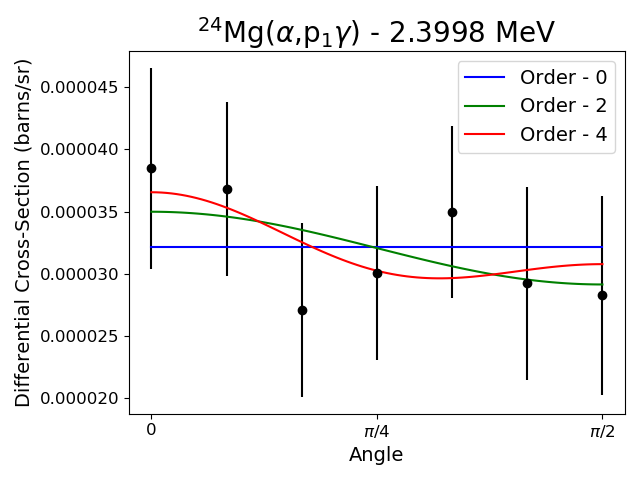 ²⁴Mg(α,p₁γ) - 2.3998 MeV
Differential Cross-Section (barns/sr)
0.000045
0.000040
0.000035
0.000030
0.000025
0.000020
Order - 0
Order - 2
Order - 4
0
π/4
π/2
Angle